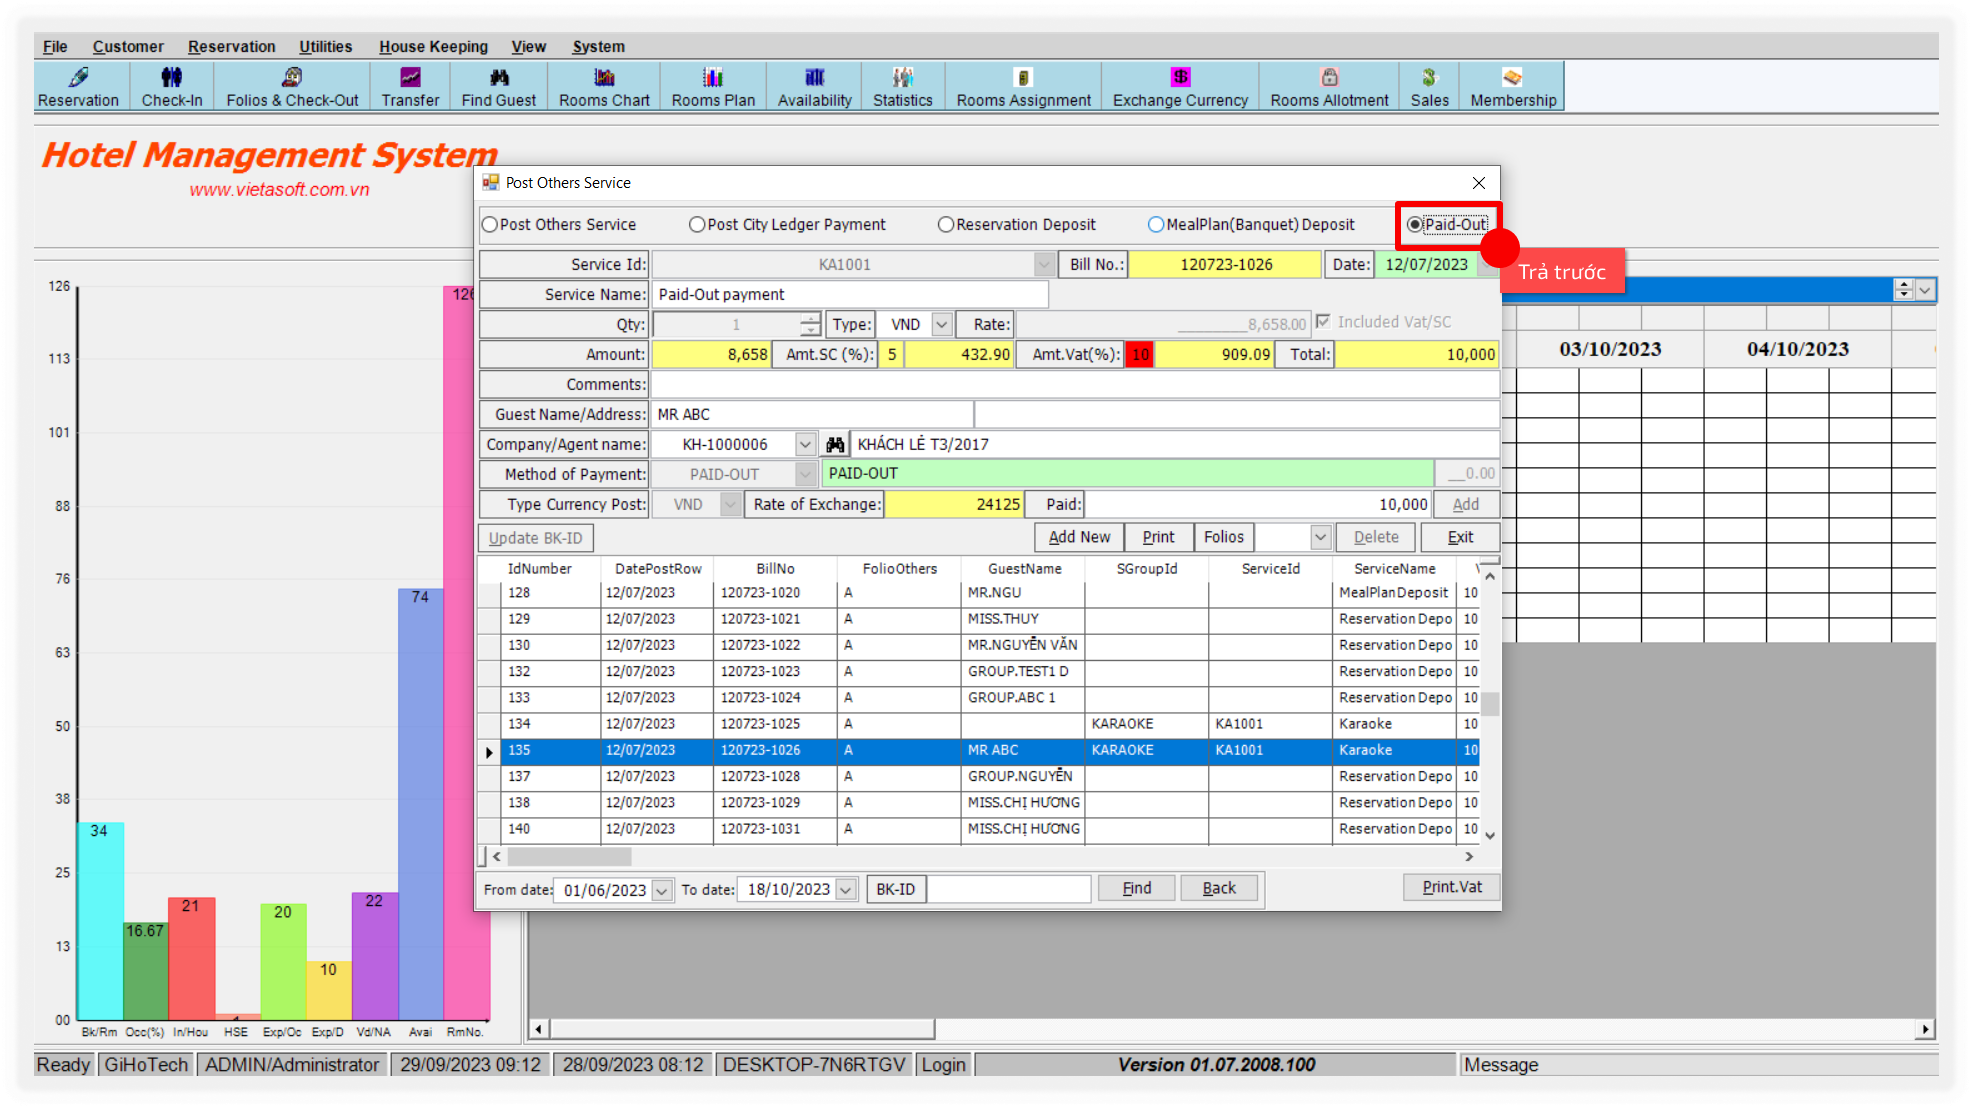 File Customer Reservation Utilities House Keeping View System
Reservation Check-In Folios & Check-Out Transfer Find Guest Rooms Chart Rooms Plan Availability Statistics Rooms Assignment Exchange Currency Rooms Allotment Sales Membership
Hotel Management System
www.vietasoft.com.vn
Post Others Service
Post Others Service Post City Ledger Payment Reservation Deposit MealPlan(Banquet) Deposit Paid-Out
Trả trước
Service Id: KA1001 Bill No.: 120723-1026 Date: 12/07/2023
Service Name: Paid-Out payment
Qty: 1 Type: VND Rate: ________8,658.00 Included Vat/SC
Amount: 8,658 Amt.SC (%): 5 432.90 Amt.Vat(%): 10 909.09 Total: 10,000
Comments:
Guest Name/Address: MR ABC
Company/Agent name: KH-1000006 KHÁCH LẺ T3/2017
Method of Payment: PAID-OUT PAID-OUT __0.00
Type Currency Post: VND Rate of Exchange: 24125 Paid: 10,000 Add
Update BK-ID Add New Print Folios Delete Exit
IdNumber DatePostRow BillNo FolioOthers GuestName SGroupId ServiceId ServiceName
128 12/07/2023 120723-1020 A MR.NGU MealPlanDeposit 10
129 12/07/2023 120723-1021 A MISS.THUY Reservation Depo 10
130 12/07/2023 120723-1022 A MR.NGUYỄN VĂN Reservation Depo 10
132 12/07/2023 120723-1023 A GROUP.TEST1 D Reservation Depo 10
133 12/07/2023 120723-1024 A GROUP.ABC 1 Reservation Depo 10
134 12/07/2023 120723-1025 A KARAOKE KA1001 Karaoke 10
135 12/07/2023 120723-1026 A MR ABC KARAOKE KA1001 Karaoke 10
137 12/07/2023 120723-1028 A GROUP.NGUYỄN Reservation Depo 10
138 12/07/2023 120723-1029 A MISS.CHỊ HƯƠNG Reservation Depo 10
140 12/07/2023 120723-1031 A MISS.CHỊ HƯƠNG Reservation Depo 10
From date: 01/06/2023 To date: 18/10/2023 BK-ID Find Back Print.Vat
03/10/2023 04/10/2023
126
113
101
88
76
63
50
38
25
13
00
34 16.67 21 20 10 22 74 126
Bk/Rm Occ(%) In/Hou HSE Exp/Oc Exp/D Vd/NA Avai RmNo.
Ready GiHoTech ADMIN/Administrator 29/09/2023 09:12 28/09/2023 08:12 DESKTOP-7N6RTGV Login Version 01.07.2008.100 Message